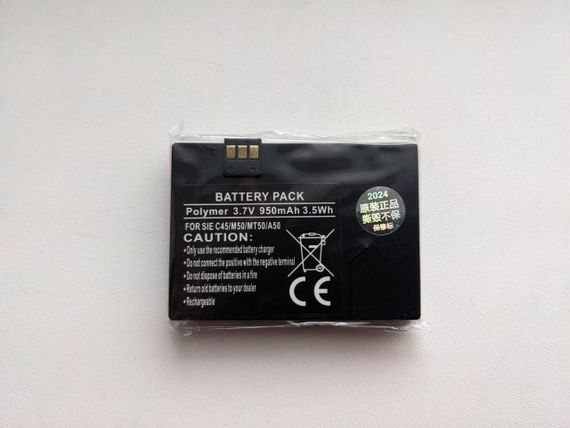 BATTERY PACK
Polymer 3.7V 950mAh 3.5Wh
FOR SIE C45/M50/MT50/A50
CAUTION:
•Only use the recommended battery charger
•Do not connect the positive with the negative terminal
•Do not dispose of batteries in a fire
•Return old batteries to your dealer
•Rechargeable
CE
2024
原装正品
撕毁不保
保修标